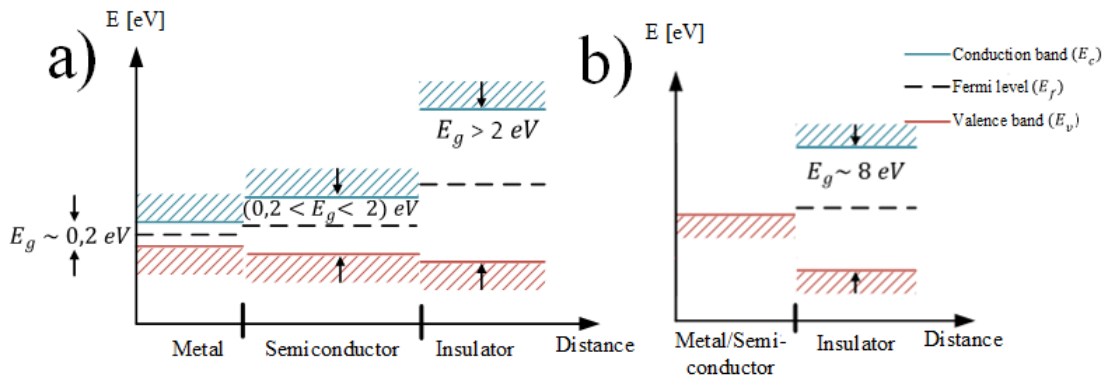 a)
E [eV]
E_g > 2 eV
(0,2 < E_g < 2) eV
E_g ~ 0,2 eV
Metal
Semiconductor
Insulator
Distance
b)
E [eV]
Conduction band (E_c)
Fermi level (E_f)
Valence band (E_v)
E_g ~ 8 eV
Metal/Semi-
conductor
Insulator
Distance